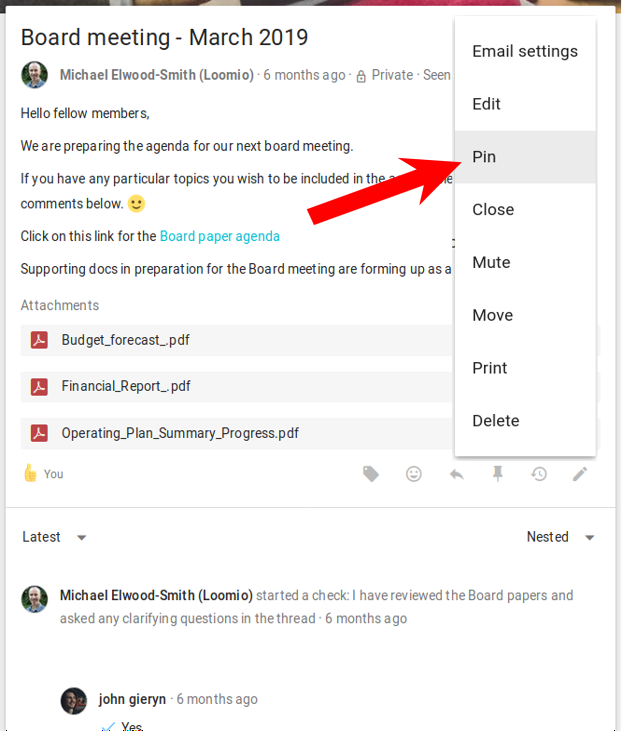 Board meeting - March 2019
Michael Elwood-Smith (Loomio) · 6 months ago · Private · Seen
Hello fellow members,
We are preparing the agenda for our next board meeting.
If you have any particular topics you wish to be included in the
comments below. 🙂
Click on this link for the Board paper agenda
Supporting docs in preparation for the Board meeting are forming up as a
Attachments
Budget_forecast_.pdf
Financial_Report_.pdf
Operating_Plan_Summary_Progress.pdf
You
Email settings
Edit
Pin
Close
Mute
Move
Print
Delete
Latest
Nested
Michael Elwood-Smith (Loomio) started a check: I have reviewed the Board papers and
asked any clarifying questions in the thread · 6 months ago
john gieryn · 6 months ago
Yes